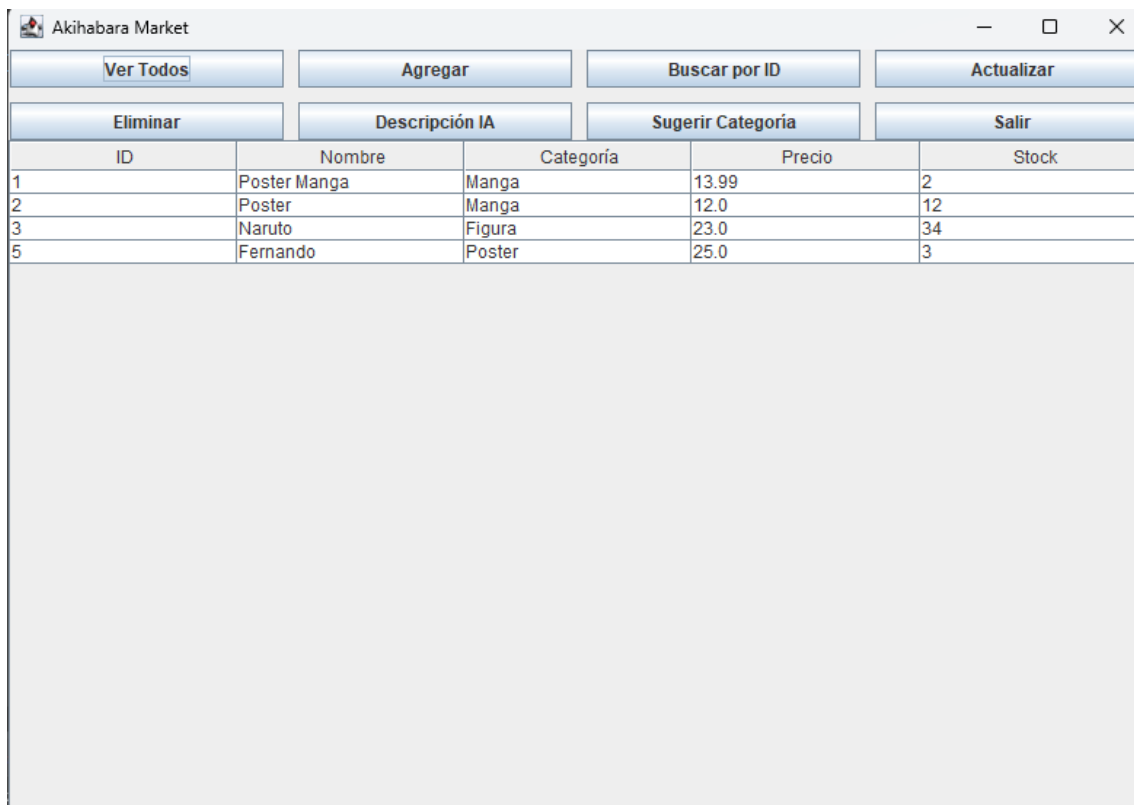 Akihabara Market
Ver Todos Agregar Buscar por ID Actualizar
Eliminar Descripción IA Sugerir Categoría Salir
ID Nombre Categoría Precio Stock
1 Poster Manga Manga 13.99 2
2 Poster Manga 12.0 12
3 Naruto Figura 23.0 34
5 Fernando Poster 25.0 3